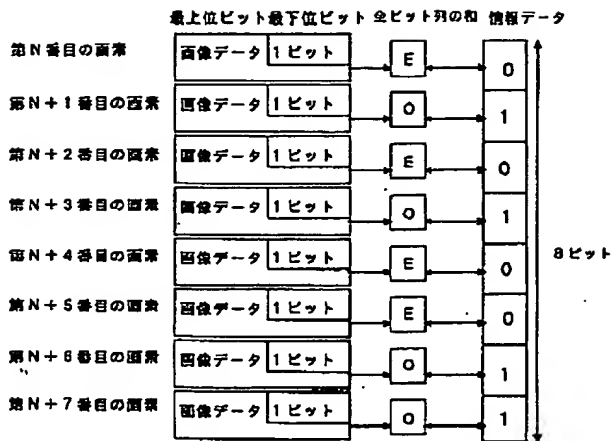 最上位ビット 最下位ビット 全ビット列の和 情報データ
第N番目の画素 画像データ 1ビット E 0
第N+1番目の画素 画像データ 1ビット O 1
第N+2番目の画素 画像データ 1ビット E 0
第N+3番目の画素 画像データ 1ビット O 1
第N+4番目の画素 画像データ 1ビット E 0
第N+5番目の画素 画像データ 1ビット E 0
第N+6番目の画素 画像データ 1ビット O 1
第N+7番目の画素 画像データ 1ビット O 1
8ビット